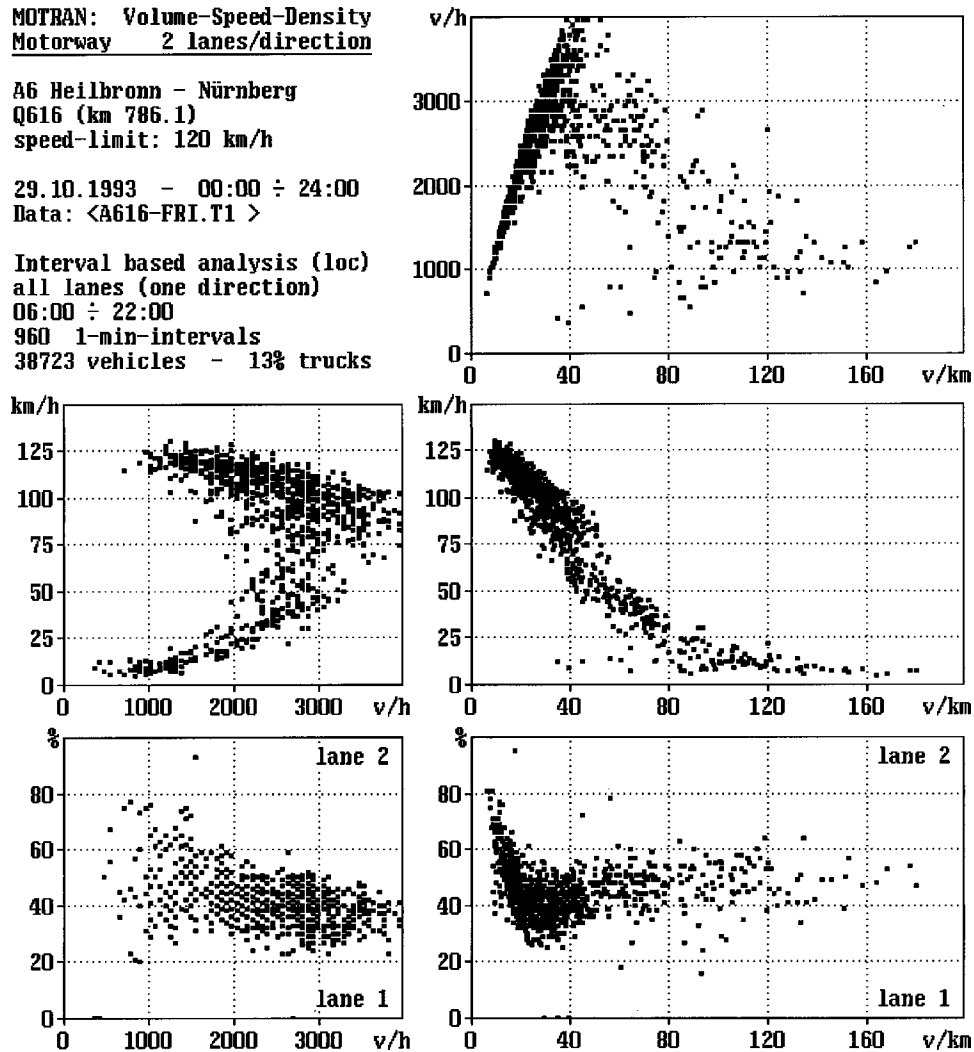 MOTRAN: Volume-Speed-Density
Motorway 2 lanes/direction
A6 Heilbronn - Nürnberg
Q616 (km 786.1)
speed-limit: 120 km/h
29.10.1993 - 00:00 ÷ 24:00
Data: <A616-FRI.T1 >
Interval based analysis (loc)
all lanes (one direction)
06:00 ÷ 22:00
960 1-min-intervals
38723 vehicles - 13% trucks
v/h
3000
2000
1000
0
0 40 80 120 160 v/km
km/h
125
100
75
50
25
0
0 1000 2000 3000 v/h
km/h
125
100
75
50
25
0
0 40 80 120 160 v/km
%
lane 2
80
60
40
20
lane 1
0
0 1000 2000 3000 v/h
%
lane 2
80
60
40
20
lane 1
0
0 40 80 120 160 v/km